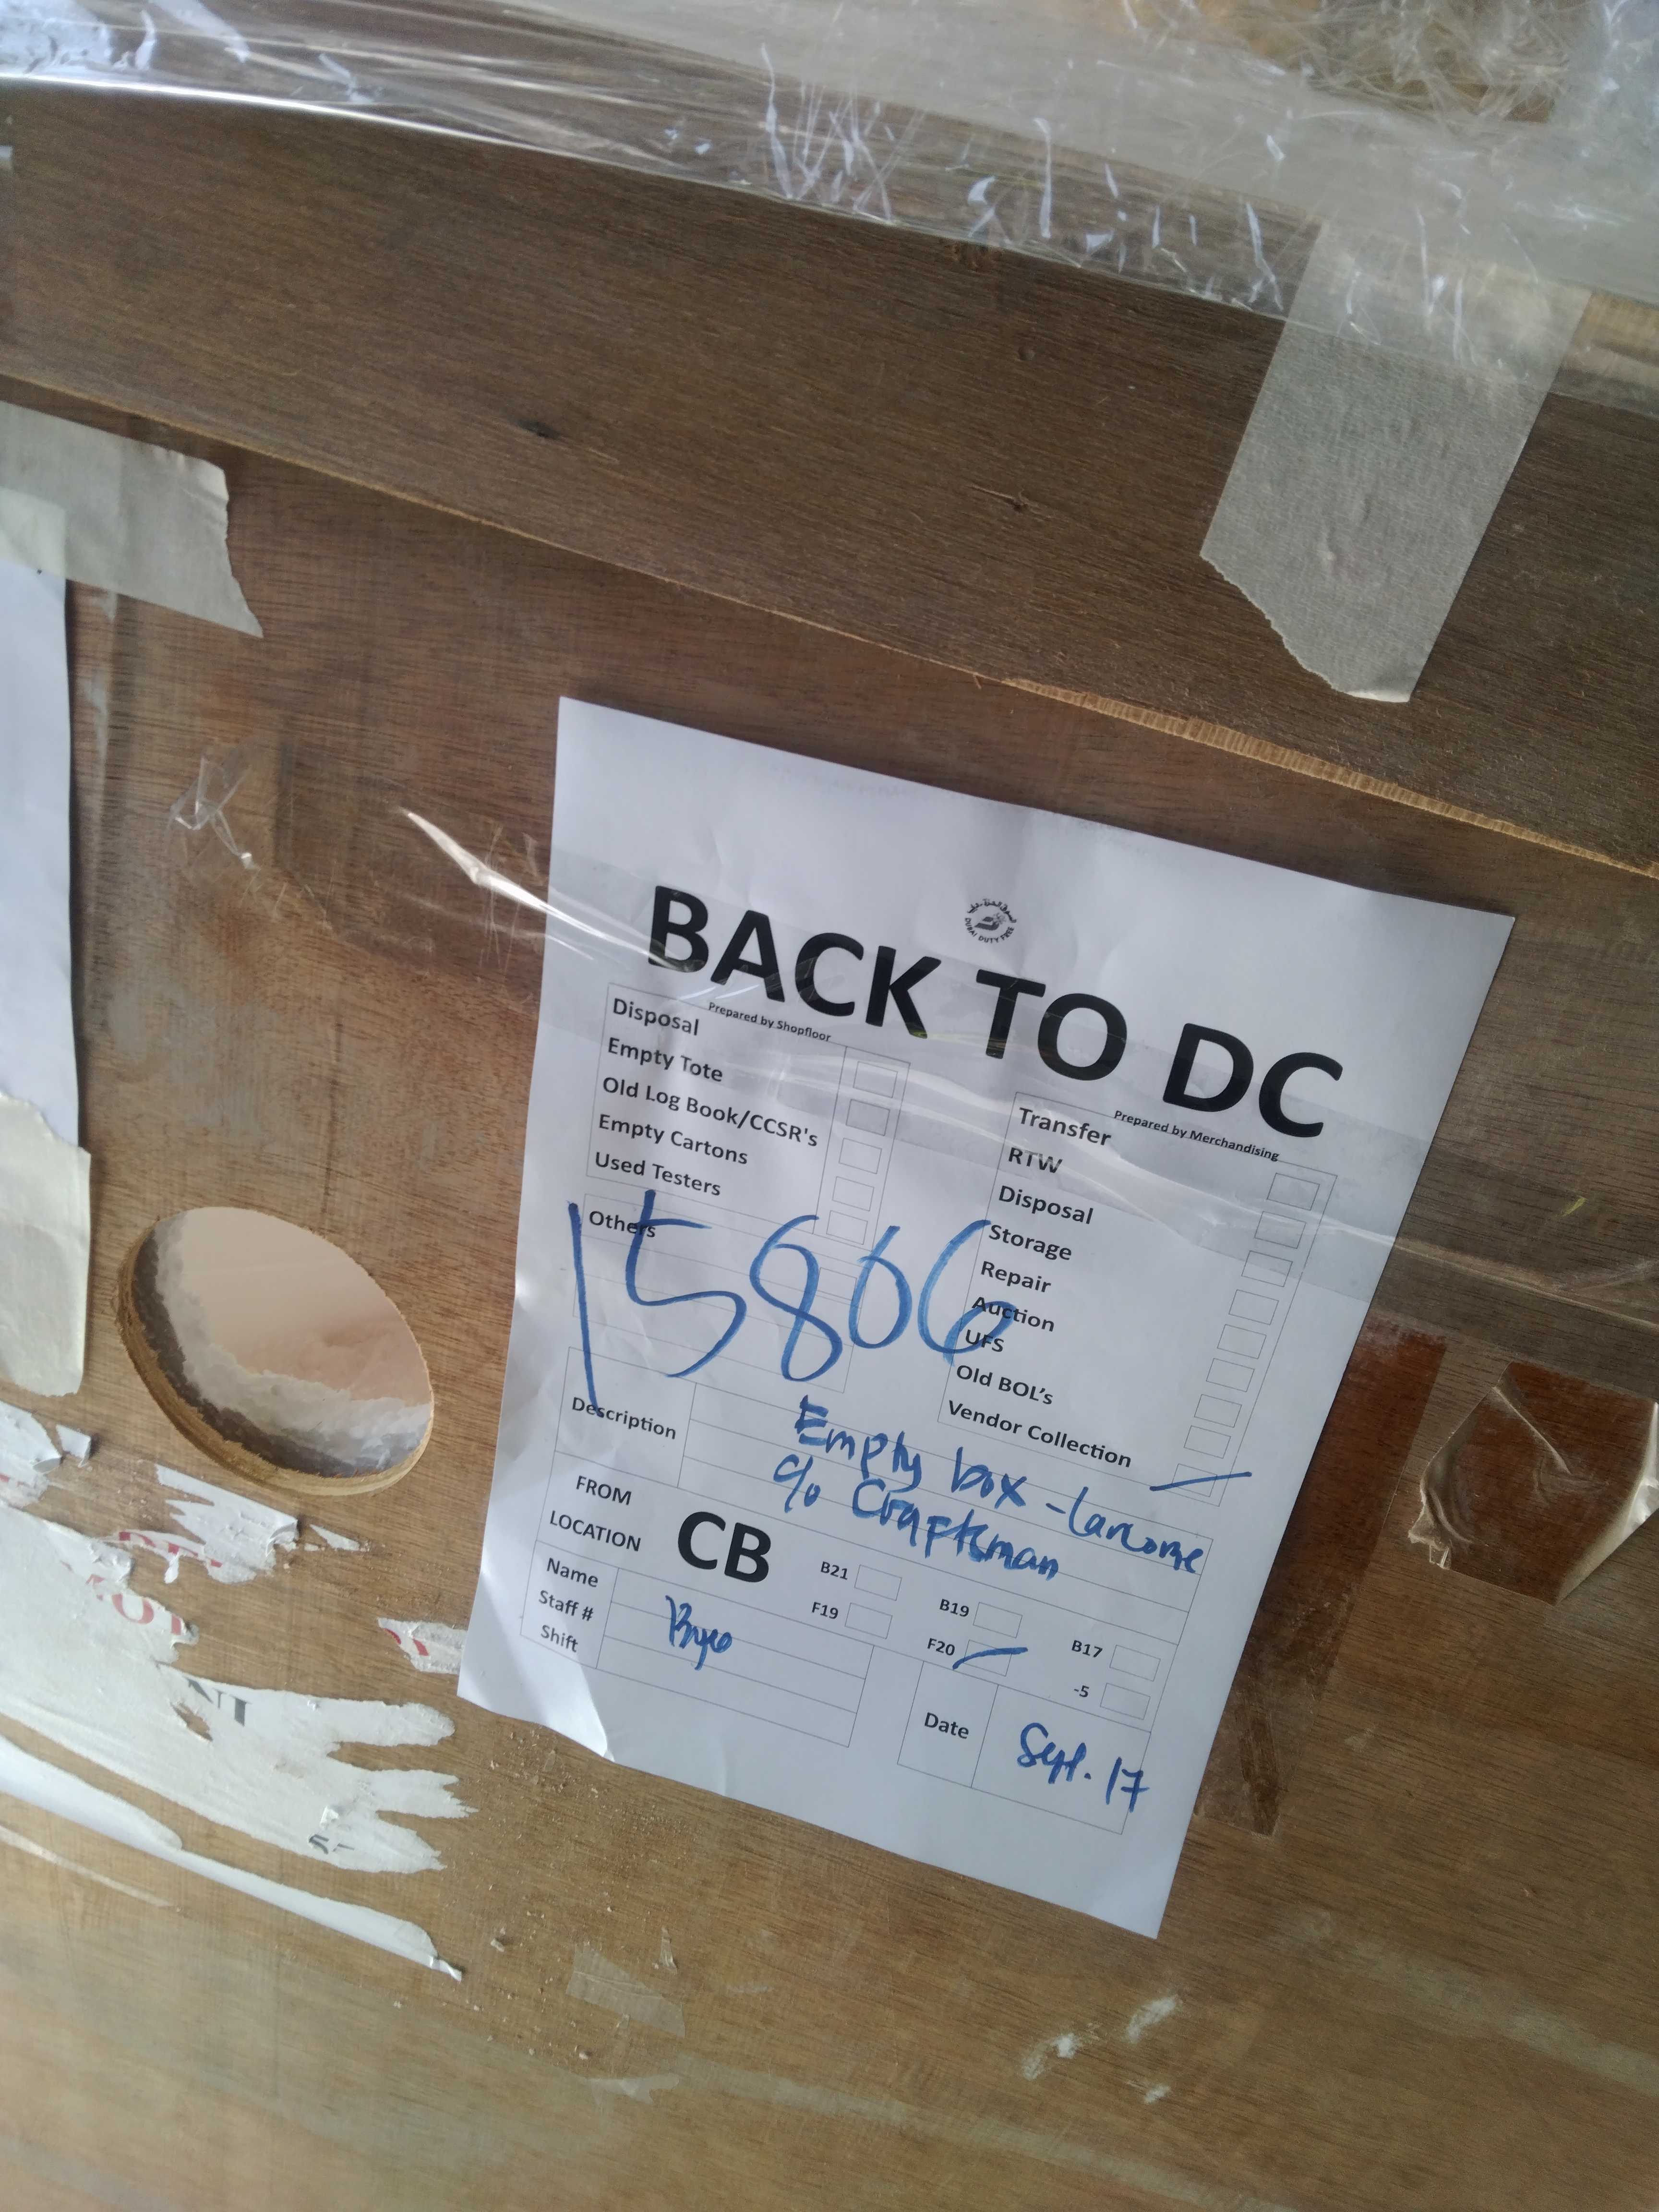 DUBAI DUTY FREE
BACK TO DC
Prepared by Shopfloor
Disposal
Empty Tote
Old Log Book/CCSR's
Empty Cartons
Used Testers
Others
15806
Prepared by Merchandising
Transfer
RTW
Disposal
Storage
Repair
Auction
UFS
Old BOL's
Vendor Collection
Description
Empty box - Lancome
c/o Craftsman
FROM
LOCATION
CB
B21
B19
B17
F19
F20
-5
Name
Staff #
Shift
Date
Sept. 17